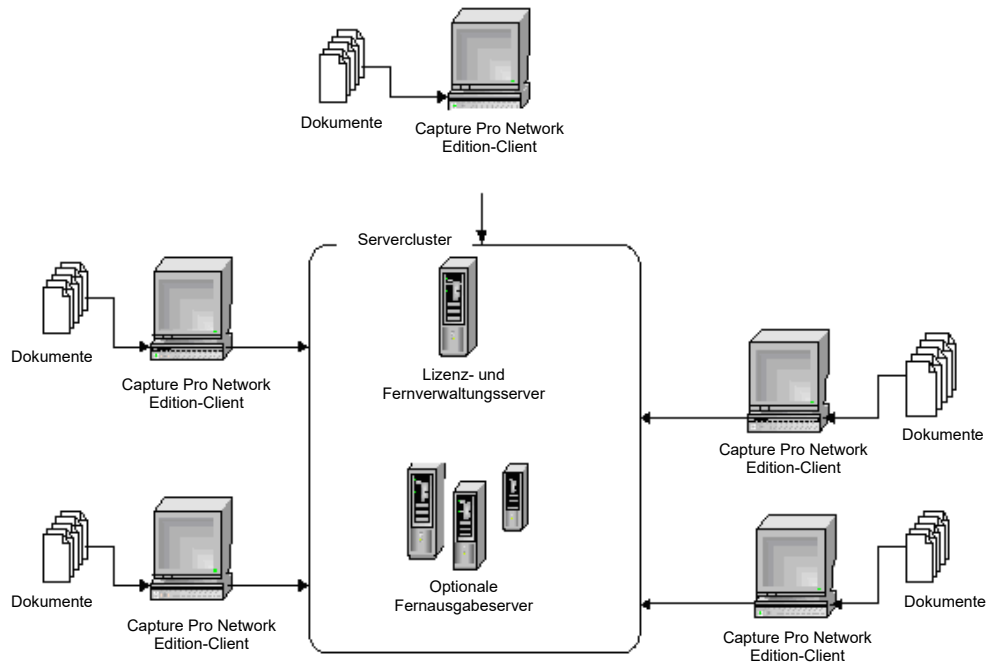 Dokumente
Capture Pro Network
Edition-Client
Servercluster
Dokumente
Capture Pro Network
Edition-Client
Lizenz- und
Fernverwaltungsserver
Dokumente
Capture Pro Network
Edition-Client
Dokumente
Capture Pro Network
Edition-Client
Optionale
Fernausgabeserver
Dokumente
Capture Pro Network
Edition-Client